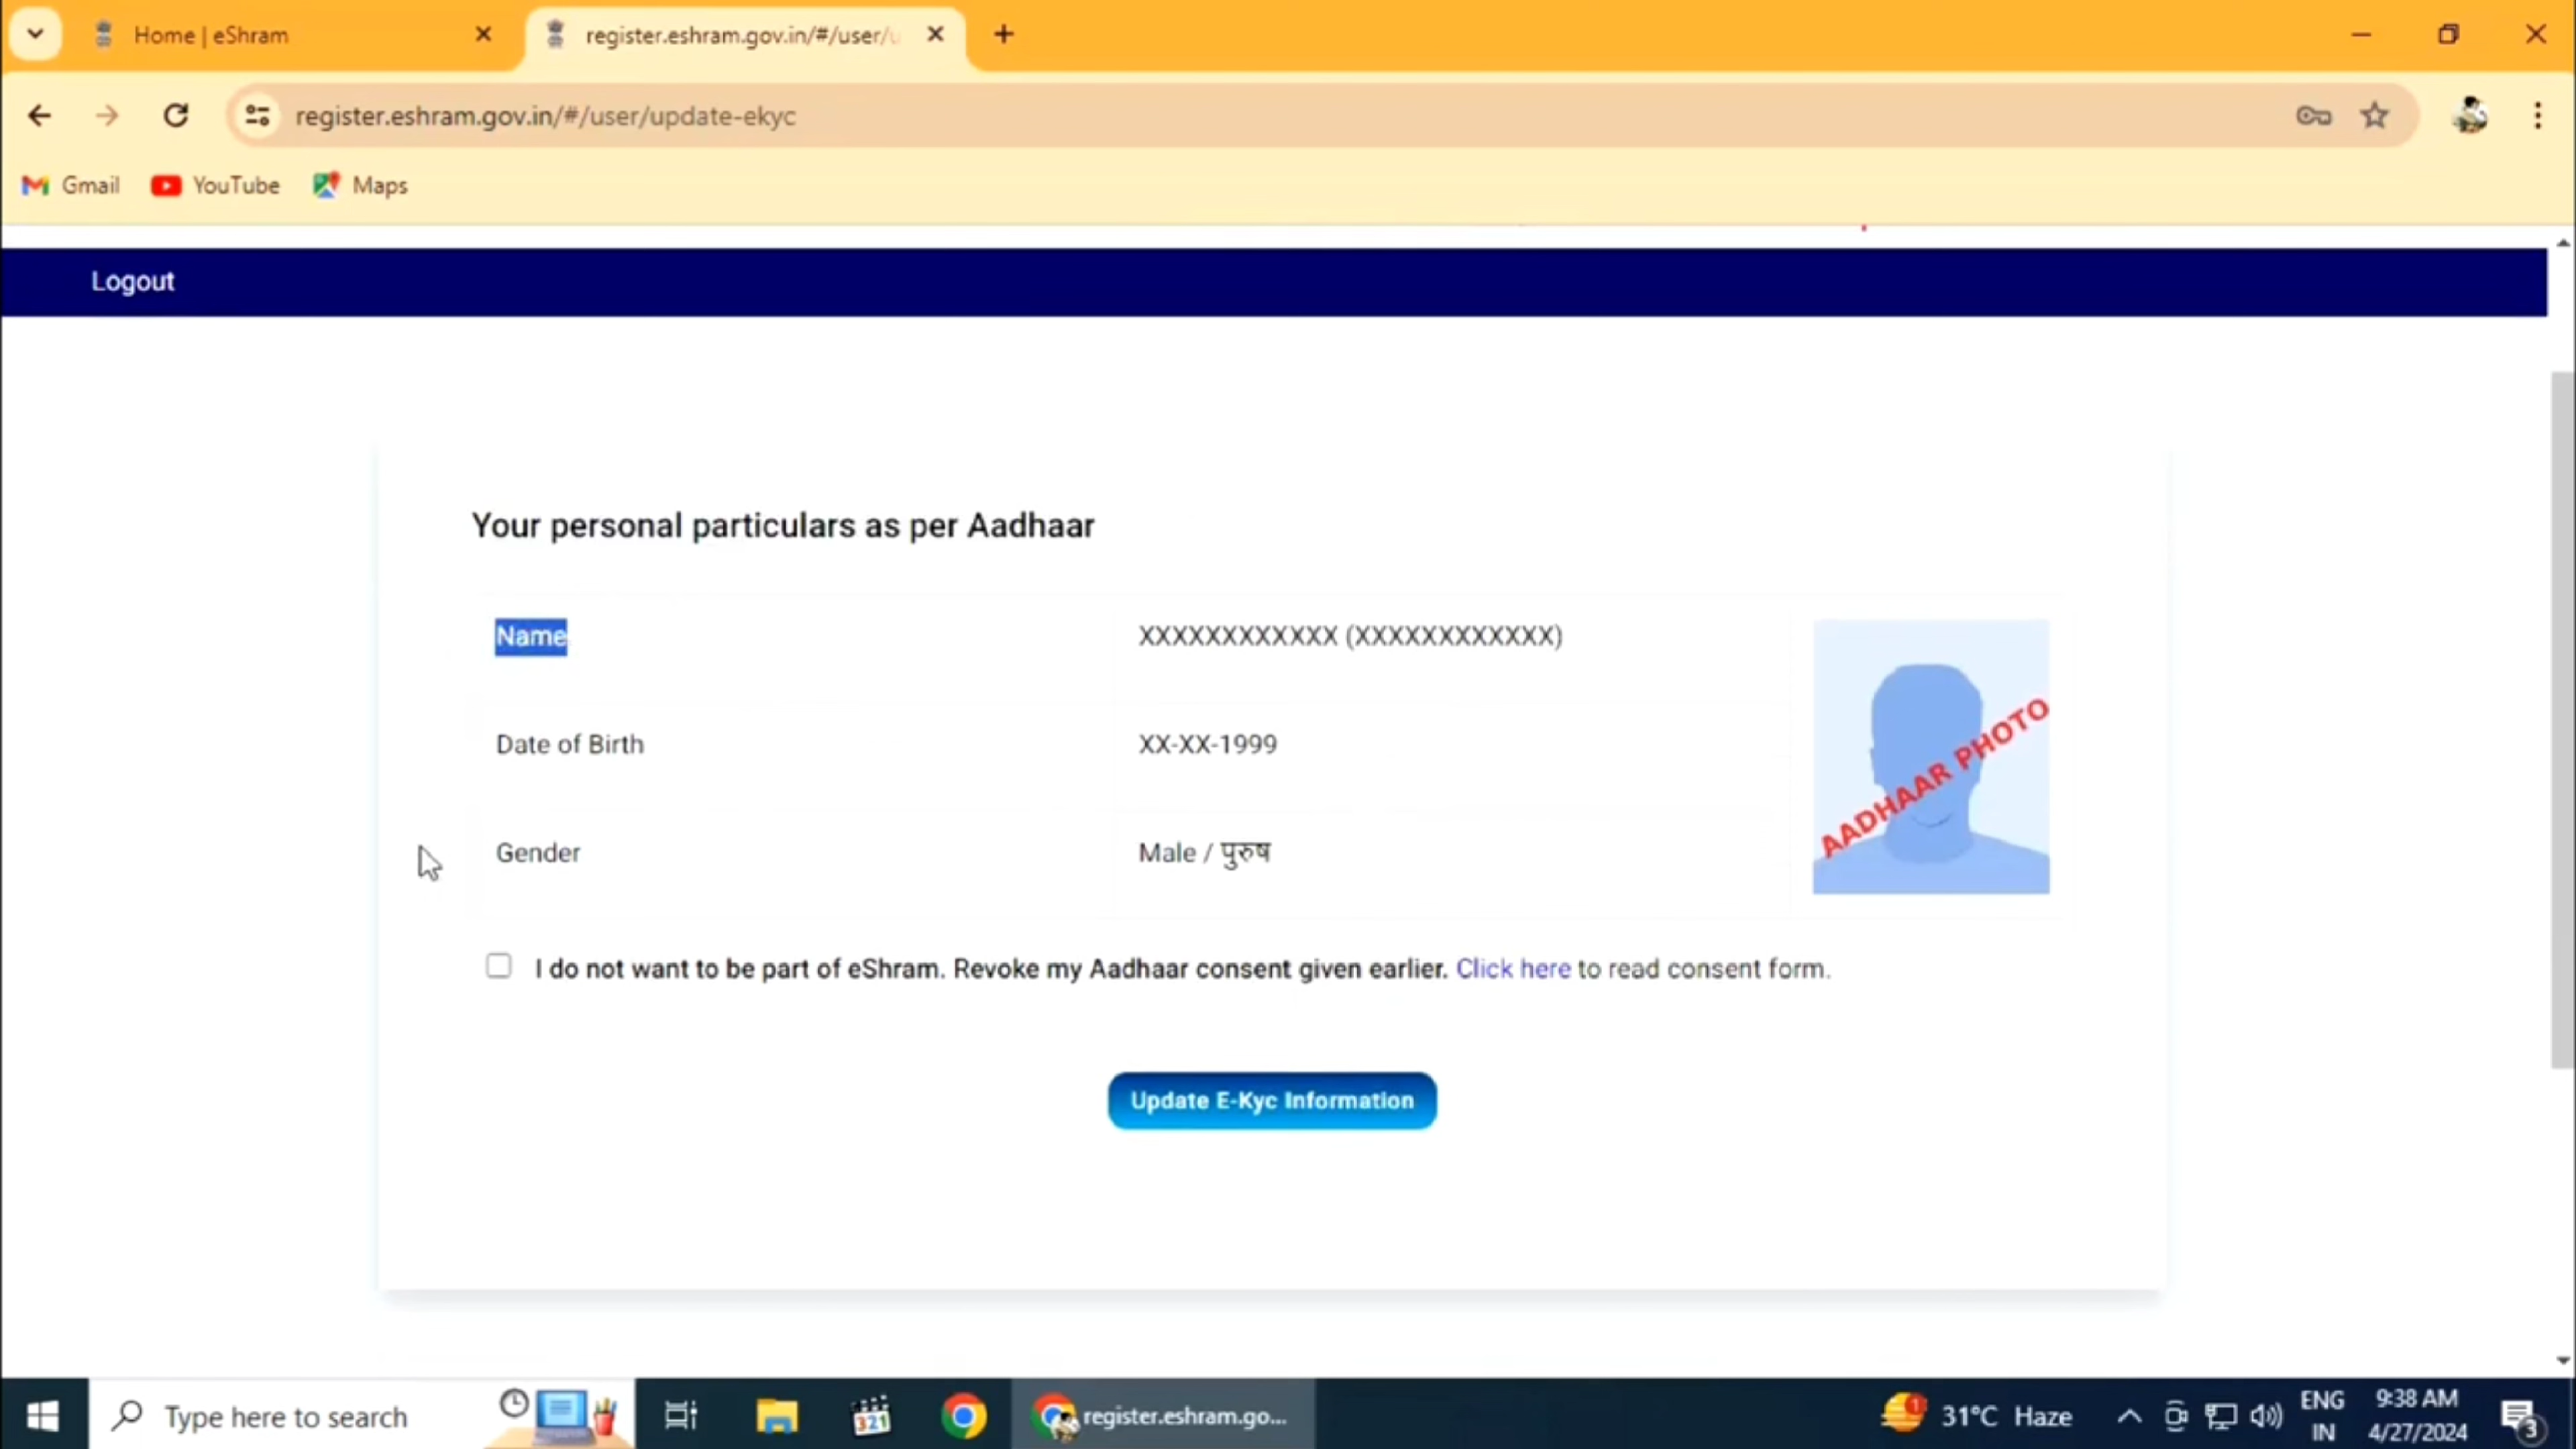 Home | eShram
register.eshram.gov.in/#/user/u
register.eshram.gov.in/#/user/update-ekyc
Gmail YouTube Maps
Logout
Your personal particulars as per Aadhaar
Name XXXXXXXXXXXX (XXXXXXXXXXXX)
Date of Birth XX-XX-1999
Gender Male / पुरुष
AADHAAR PHOTO
I do not want to be part of eShram. Revoke my Aadhaar consent given earlier. Click here to read consent form.
Update E-Kyc Information
Type here to search
321
register.eshram.go...
1
31°C Haze
ENG
IN
9:38 AM
4/27/2024
3